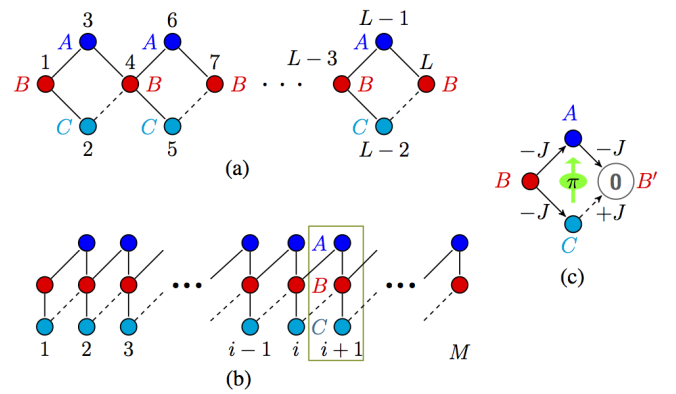 3 6 L − 1
A A A
1 4 7 L − 3 L
B B B · · · B B
C C C
2 5 L − 2
(a)
A
−J −J
B π 0 B′
−J +J
C
(c)
A
••• B •••
C
1 2 3 i − 1 i i + 1 M
(b)